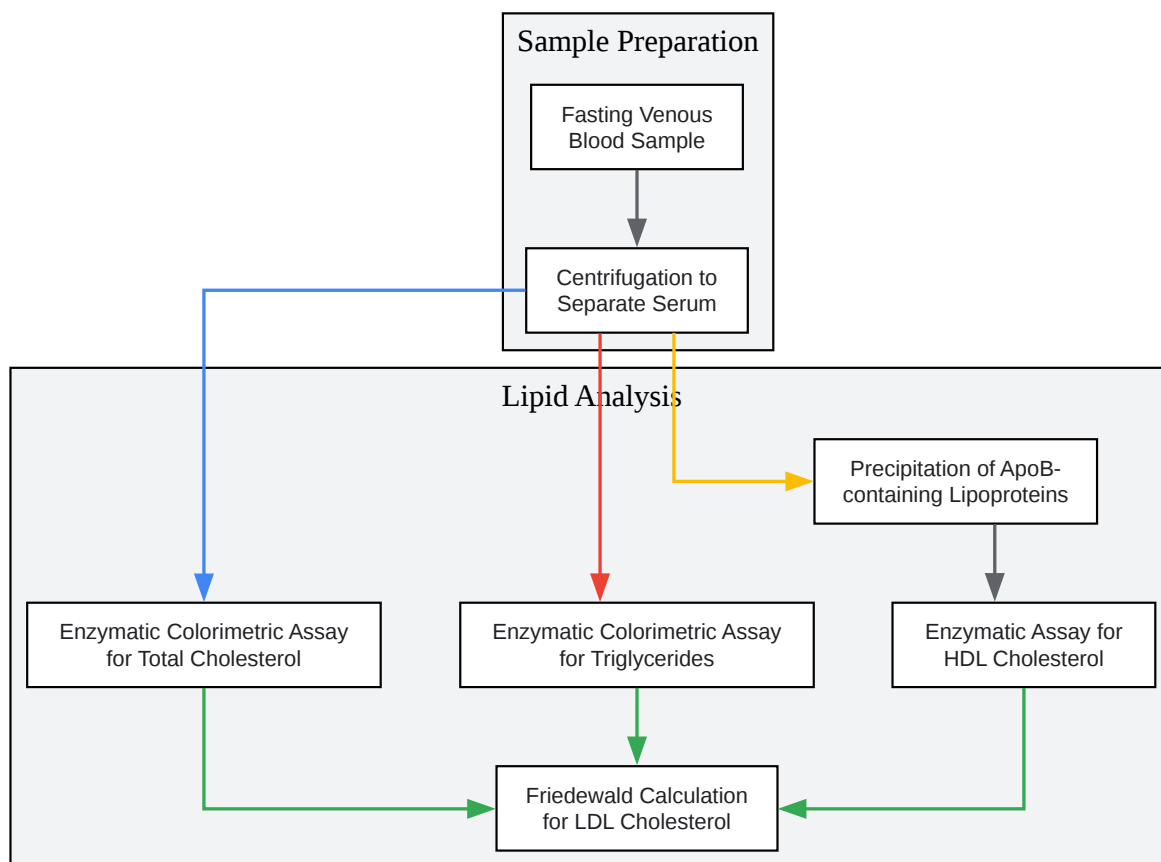 Sample Preparation
Fasting Venous
Blood Sample
Centrifugation to
Separate Serum
Lipid Analysis
Precipitation of ApoB-
containing Lipoproteins
Enzymatic Colorimetric Assay
for Total Cholesterol
Enzymatic Colorimetric Assay
for Triglycerides
Enzymatic Assay for
HDL Cholesterol
Friedewald Calculation
for LDL Cholesterol